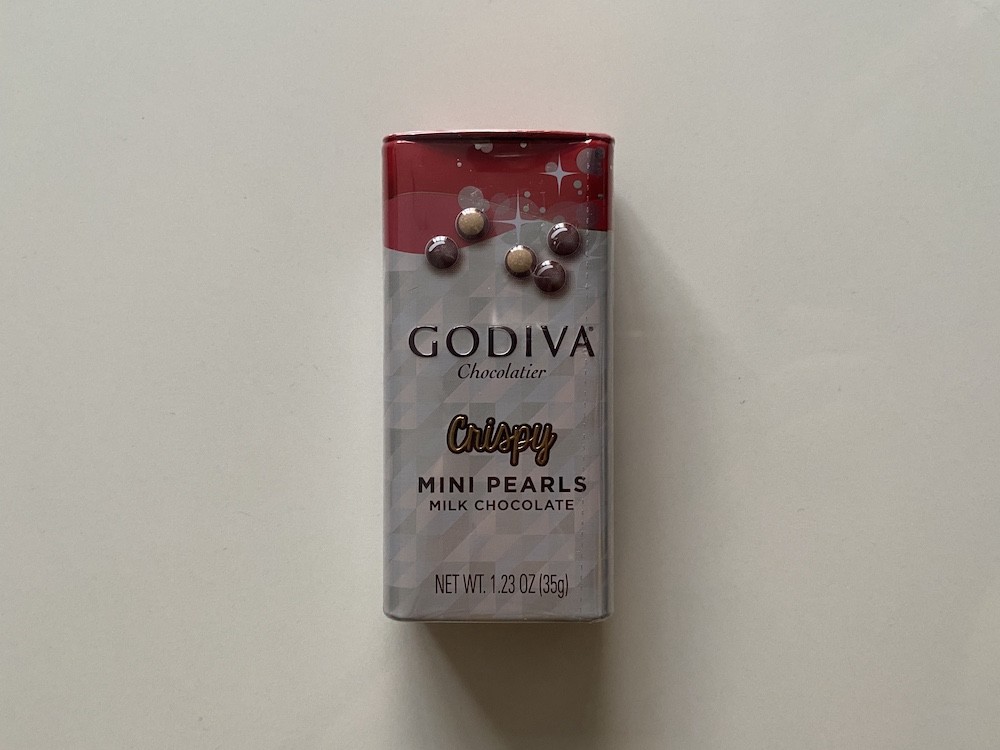 GODIVA
Chocolatier
Crispy
MINI PEARLS
MILK CHOCOLATE
NET WT. 1.23 OZ (35g)